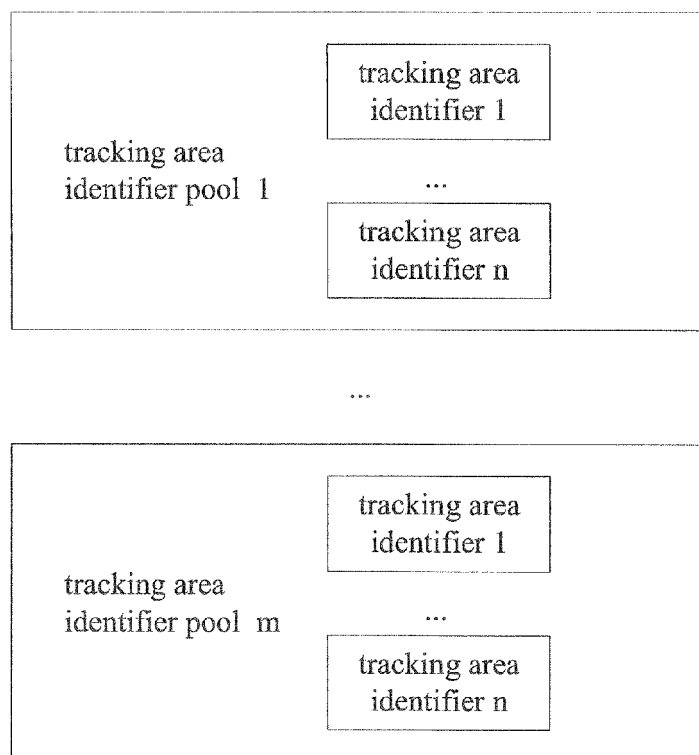 tracking area
identifier 1
tracking area
identifier pool 1
...
tracking area
identifier n
...
tracking area
identifier 1
tracking area
identifier pool m
...
tracking area
identifier n